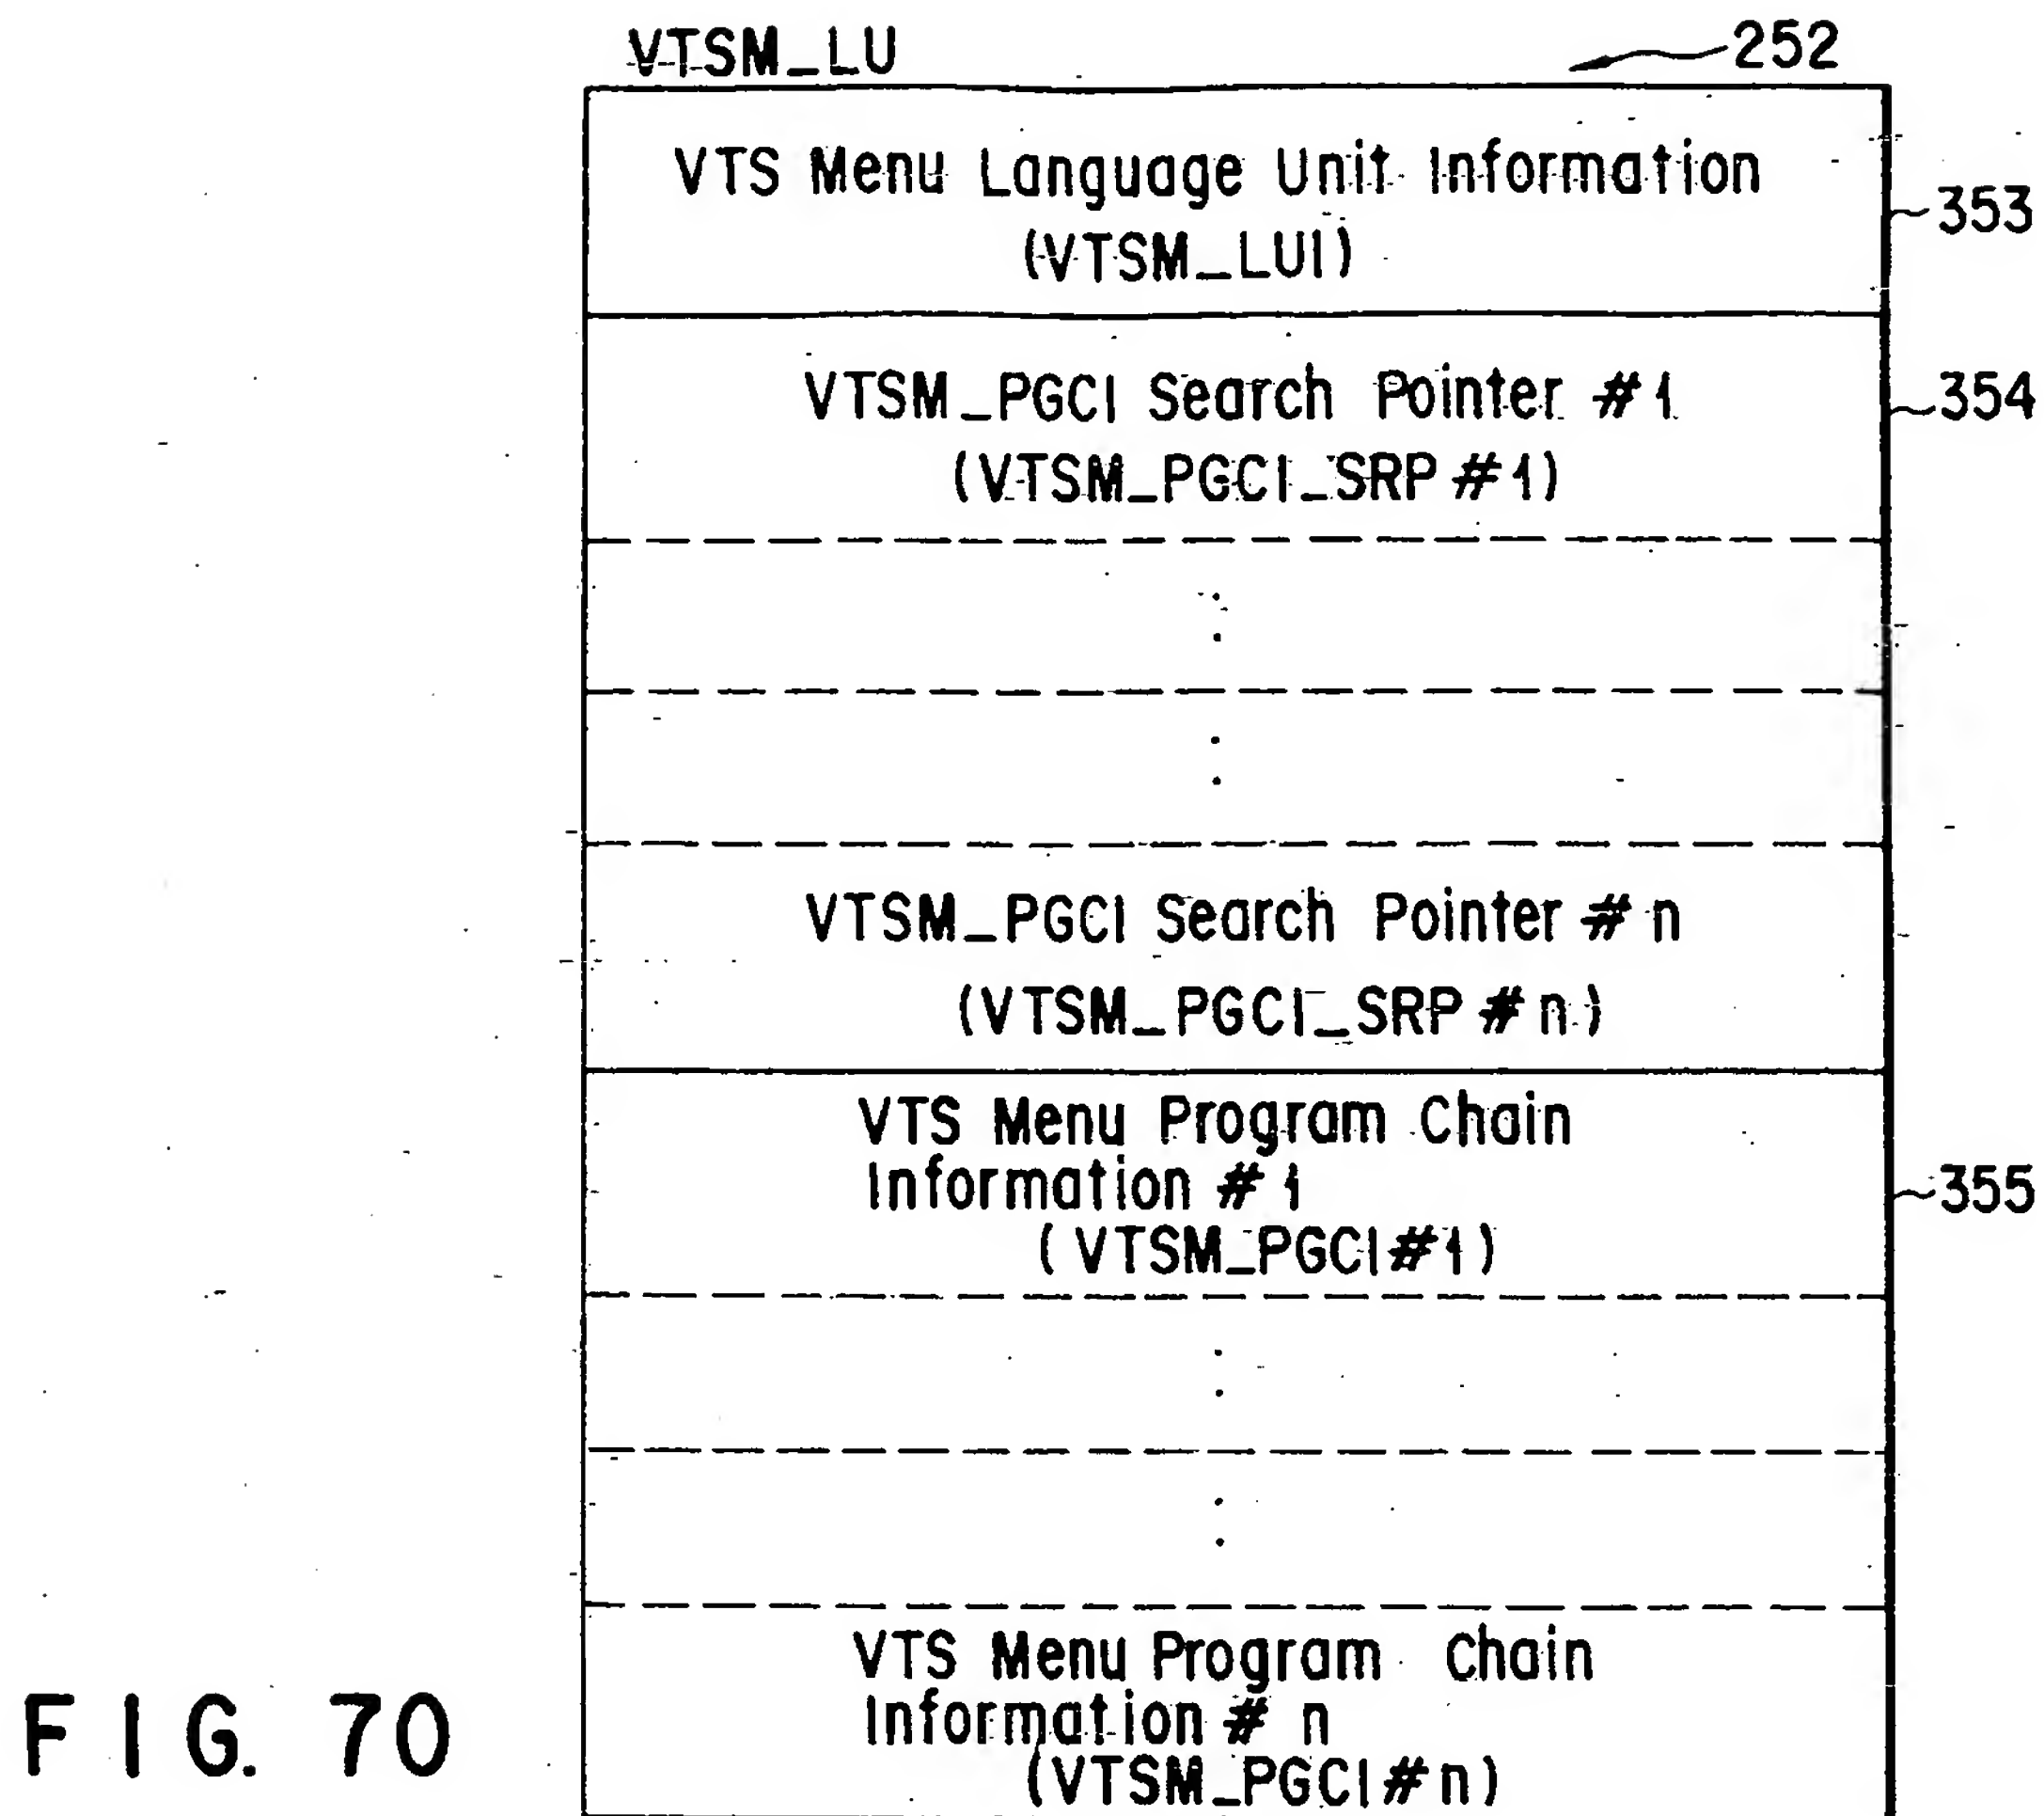 VTSM_LU
252
VTS Menu Language Unit Information
(VTSM_LUI)
353
VTSM_PGCI Search Pointer #1
(VTSM_PGCI_SRP #1)
354
VTSM_PGCI Search Pointer # n
(VTSM_PGCI_SRP # n)
VTS Menu Program Chain
Information # 1
(VTSM_PGCI#1)
355
VTS Menu Program Chain
Information # n
(VTSM_PGCI#n)
FIG. 70